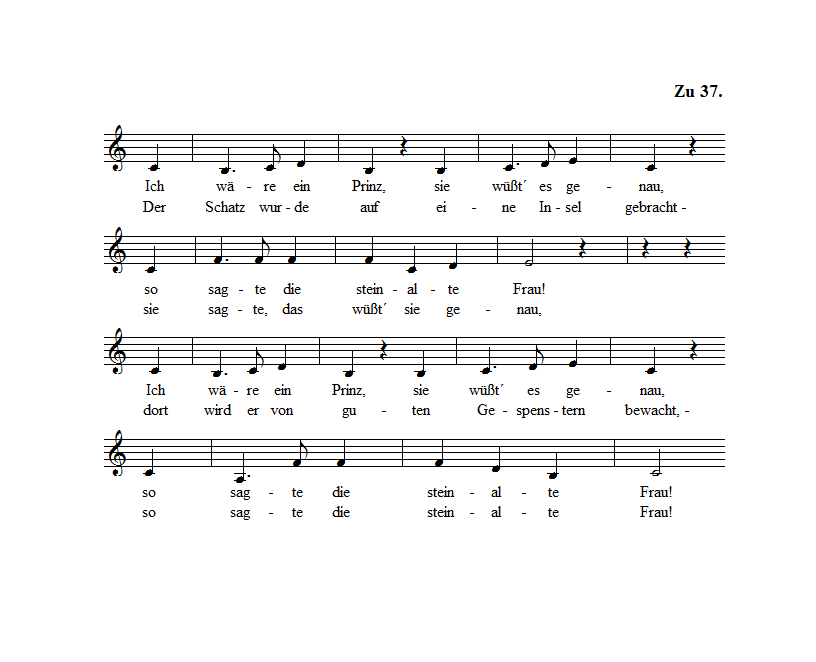 Zu 37.
Ich wä - re ein Prinz, sie wüßt´ es ge - nau,
Der Schatz wur - de auf ei - ne In - sel gebracht -
so sag - te die stein - al - te Frau!
sie sag - te, das wüßt´ sie ge - nau,
Ich wä - re ein Prinz, sie wüßt´ es ge - nau,
dort wird er von gu - ten Ge - spens - tern bewacht, -
so sag - te die stein - al - te Frau!
so sag - te die stein - al - te Frau!